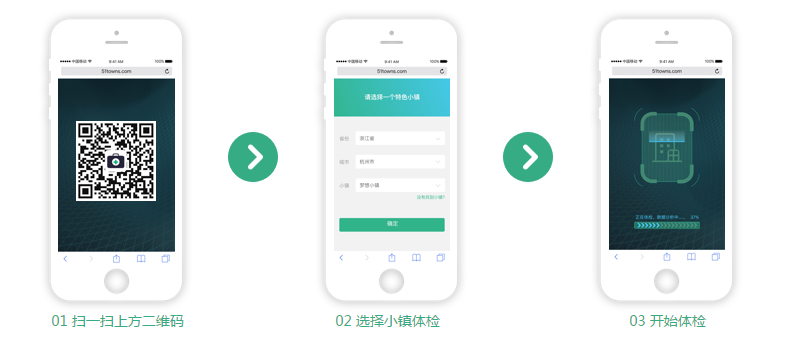 中国移动 9:41 AM 100%
51towns.com
01 扫一扫上方二维码
中国移动 9:41 AM 100%
51towns.com
请选择一个特色小镇
省份 浙江省
城市 杭州市
小镇 梦想小镇
没有找到小镇?
确定
02 选择小镇体检
中国移动 9:41 AM 100%
51towns.com
正在体检，数据分析中... 37%
03 开始体检